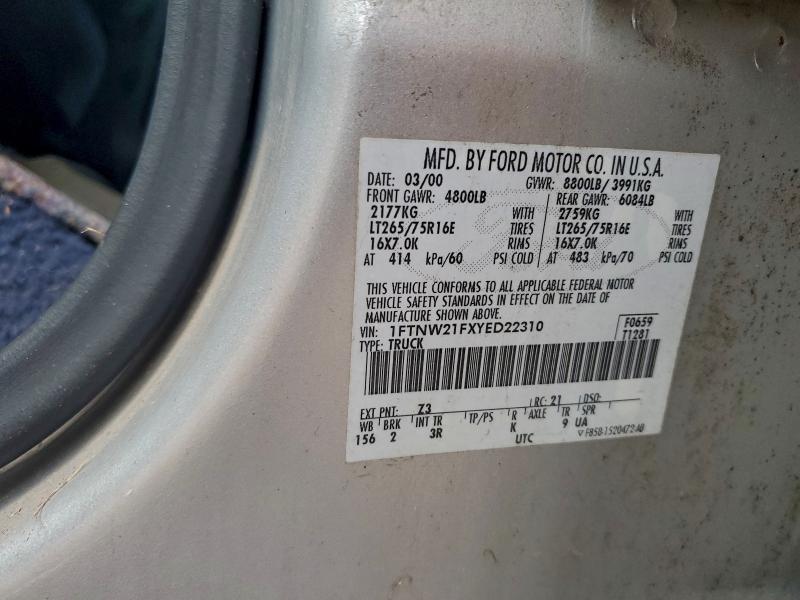 MFD. BY FORD MOTOR CO. IN U.S.A.
DATE: 03/00 GVWR: 8800LB/ 3991KG
FRONT GAWR: 4800LB REAR GAWR: 6084LB
2177KG WITH 2759KG WITH
LT265/75R16E TIRES LT265/75R16E TIRES
16X7.0K RIMS 16X7.0K RIMS
AT 414 kPa/60 PSI COLD AT 483 kPa/70 PSI COLD
THIS VEHICLE CONFORMS TO ALL APPLICABLE FEDERAL MOTOR
VEHICLE SAFETY STANDARDS IN EFFECT ON THE DATE OF
MANUFACTURE SHOWN ABOVE.
VIN: 1FTNW21FXYED22310 F0659
TYPE: TRUCK T1281
EXT PNT: Z3 RC: 21 DSO:
WB BRK INT TR TP/PS R AXLE TR SPR
156 2 3R K 9 UA
UTC F85B-1520472-AB